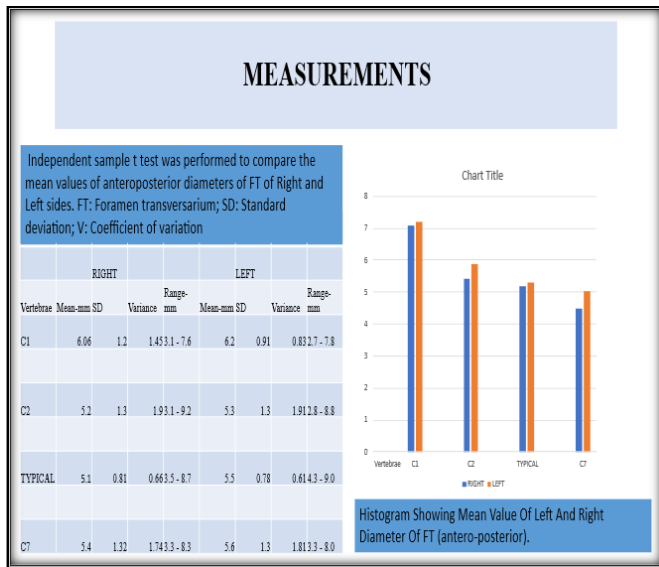 MEASUREMENTS
Independent sample t test was performed to compare the
mean values of anteroposterior diameters of FT of Right and
Left sides. FT: Foramen transversarium; SD: Standard
deviation; V: Coefficient of variation
RIGHT LEFT
Vertebrae Mean-mm SD Variance Range-mm Mean-mm SD Variance Range-mm
C1 6.06 1.2 1.45 3.1 - 7.6 6.2 0.91 0.83 2.7 - 7.8
C2 5.2 1.3 1.9 3.1 - 9.2 5.3 1.3 1.91 2.8 - 8.8
TYPICAL 5.1 0.81 0.66 3.5 - 8.7 5.5 0.78 0.61 4.3 - 9.0
C7 5.4 1.32 1.74 3.3 - 8.3 5.6 1.3 1.81 3.3 - 8.0
Chart Title
8
7
6
5
4
3
2
1
0
Vertebrae C1 C2 TYPICAL C7
RIGHT LEFT
Histogram Showing Mean Value Of Left And Right
Diameter Of FT (antero-posterior).